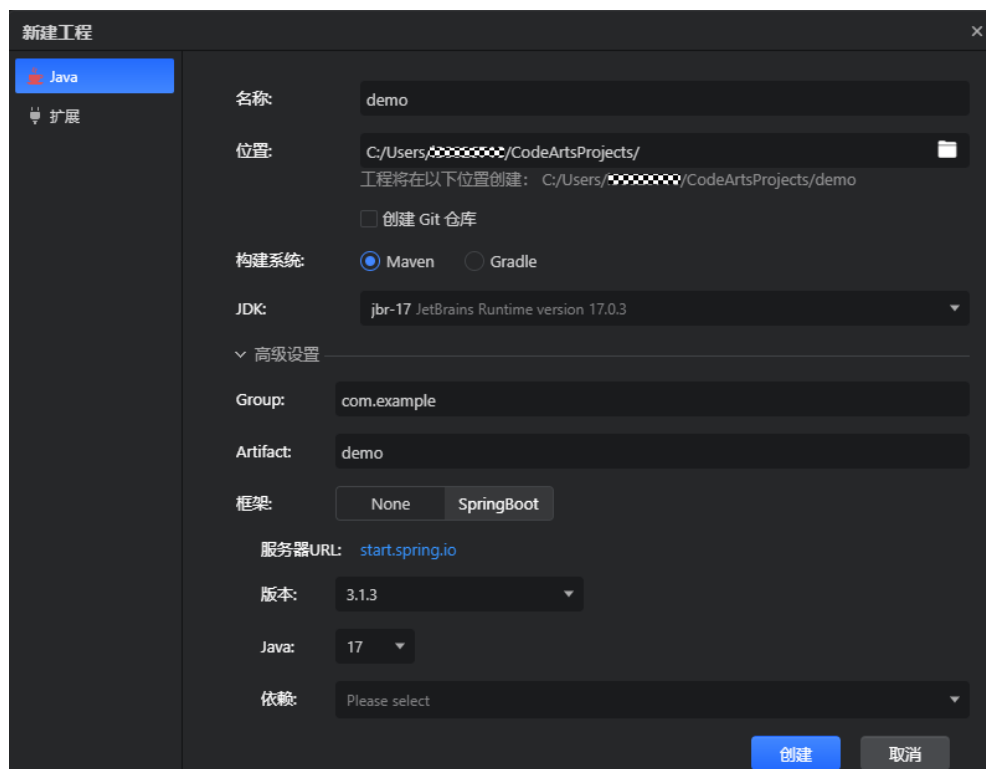 新建工程
Java
扩展
名称: demo
位置: C:/Users/ /CodeArtsProjects/
工程将在以下位置创建: C:/Users/ /CodeArtsProjects/demo
创建 Git 仓库
构建系统: Maven Gradle
JDK: jbr-17 JetBrains Runtime version 17.0.3
高级设置
Group: com.example
Artifact: demo
框架: None SpringBoot
服务器URL: start.spring.io
版本: 3.1.3
Java: 17
依赖: Please select
创建 取消